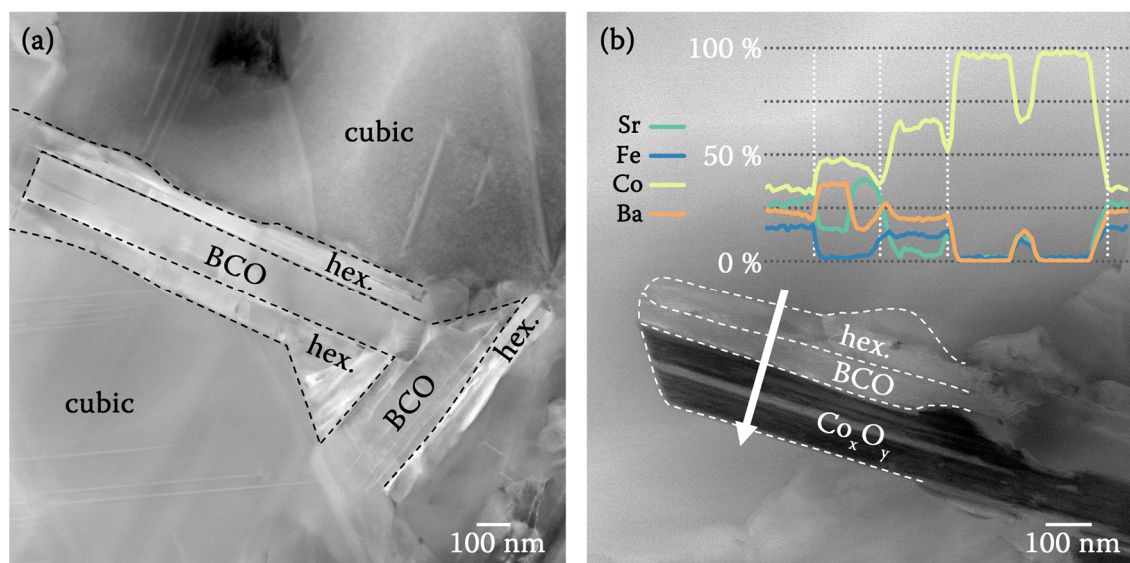 (a)
cubic
BCO
hex.
hex.
hex.
cubic
BCO
100 nm
(b)
100 %
Sr
Fe
50 %
Co
Ba
0 %
hex.
BCO
CoxOy
100 nm